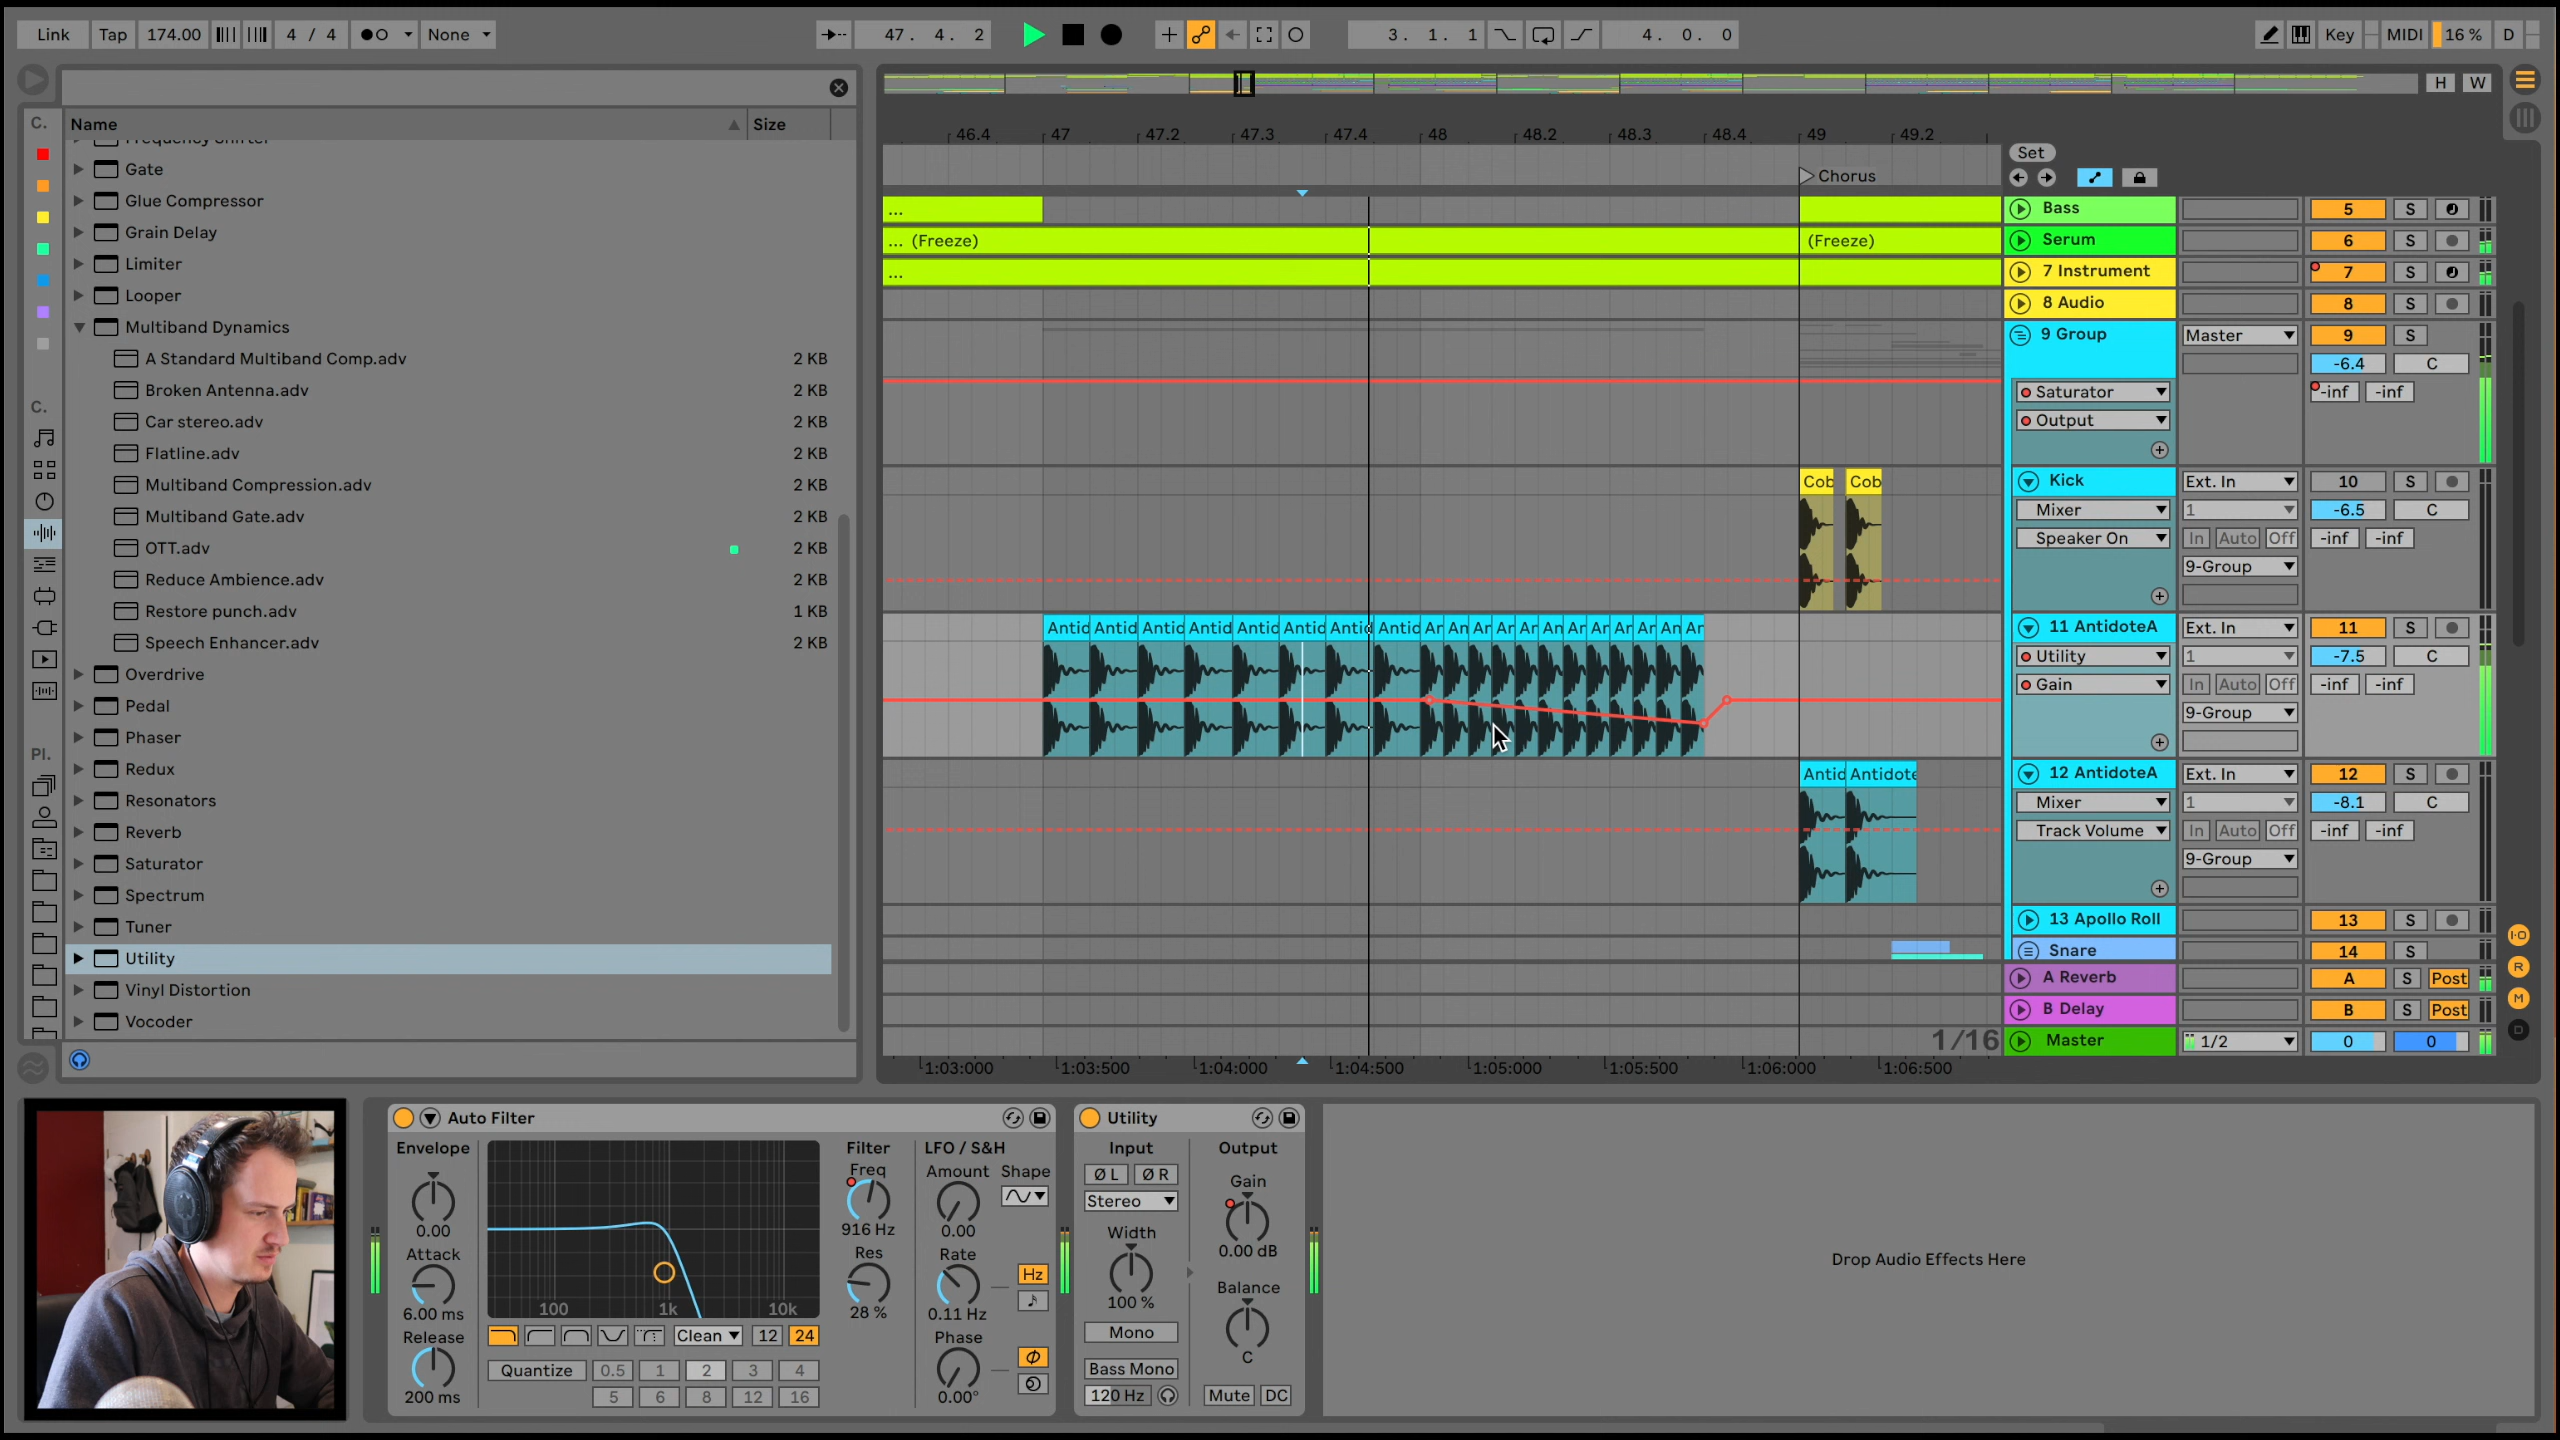 Link Tap 174.00 4 / 4 None 47. 4. 2 3. 1. 1 4. 0. 0 Key MIDI 16 % D
H W
C. Name Size
46.4 47 47.2 47.3 47.4 48 48.2 48.3 48.4 49 49.2
Frequency Shifter
Gate
Glue Compressor
Grain Delay
Limiter
Looper
Multiband Dynamics
A Standard Multiband Comp.adv 2 KB
Broken Antenna.adv 2 KB
C.
Car stereo.adv 2 KB
Flatline.adv 2 KB
Multiband Compression.adv 2 KB
Multiband Gate.adv 2 KB
OTT.adv 2 KB
Reduce Ambience.adv 2 KB
Restore punch.adv 1 KB
Speech Enhancer.adv 2 KB
Overdrive
Pedal
Phaser
Pl.
Redux
Resonators
Reverb
Saturator
Spectrum
Tuner
Utility
Vinyl Distortion
Vocoder
Set
Chorus
...
... (Freeze) (Freeze)
...
Cob Cob
Antid Antid Antid Antid Antid Antid Antid Antid Ar An Ar Ar An An Ar Ar Ar Ar An Ar
Antid Antidote
1/16
1:03:000 1:03:500 1:04:000 1:04:500 1:05:000 1:05:500 1:06:000 1:06:500
Bass 5 S
Serum 6 S
7 Instrument 7 S
8 Audio 8 S
9 Group Master 9 S
-6.4 C
Saturator -inf -inf
Output
Kick Ext. In 10 S
Mixer 1 -6.5 C
Speaker On In Auto Off -inf -inf
9-Group
11 AntidoteA Ext. In 11 S
Utility 1 -7.5 C
Gain In Auto Off -inf -inf
9-Group
12 AntidoteA Ext. In 12 S
Mixer 1 -8.1 C
Track Volume In Auto Off -inf -inf
9-Group
13 Apollo Roll 13 S
Snare 14 S
A Reverb A S Post
B Delay B S Post
Master 1/2 0 0
I·O
R
M
D
Auto Filter
Envelope
0.00
Attack
6.00 ms
Release
200 ms
100 1k 10k
Clean 12 24
Quantize 0.5 1 2 3 4
5 6 8 12 16
Filter
Freq
916 Hz
Res
28 %
LFO / S&H
Amount Shape
0.00
Rate
Hz
0.11 Hz
Phase
0.00°
Utility
Input Output
Ø L Ø R
Stereo
Width
100 %
Mono
Bass Mono
120 Hz
Gain
0.00 dB
Balance
C
Mute DC
Drop Audio Effects Here